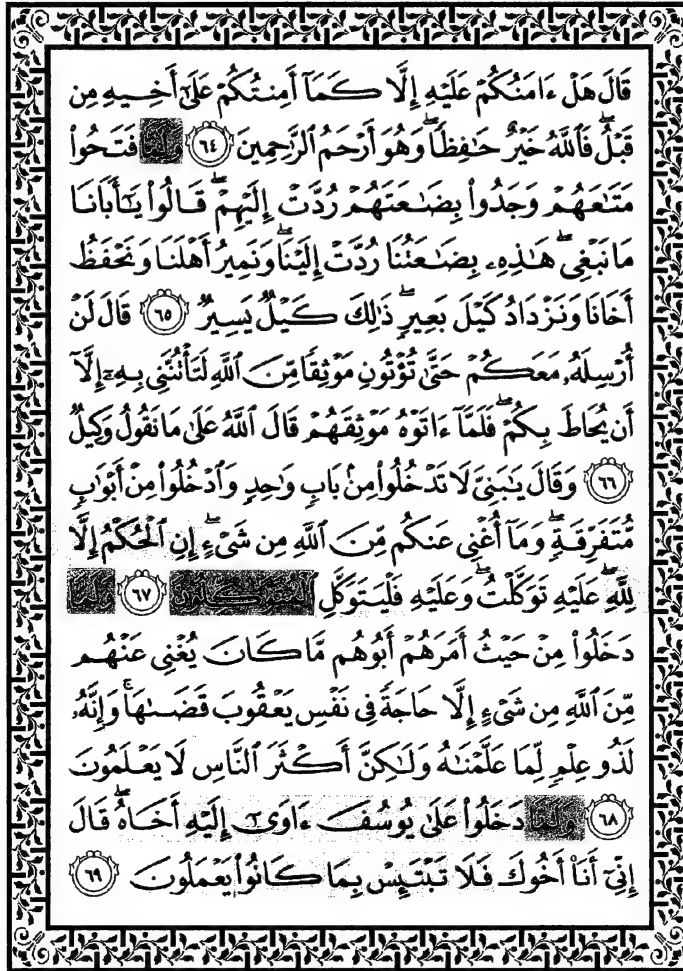 قَالَ هَلْ ءَامَنُكُمْ عَلَيْهِ إِلَّا كَمَآ أَمِنتُكُمْ عَلَىٰٓ أَخِيهِ مِن
قَبْلُ ۖ فَٱللَّهُ خَيْرٌ حَـٰفِظًا ۖ وَهُوَ أَرْحَمُ ٱلرَّٰحِمِينَ ﴿٦٤﴾ وَلَمَّا فَتَحُوا۟
مَتَـٰعَهُمْ وَجَدُوا۟ بِضَـٰعَتَهُمْ رُدَّتْ إِلَيْهِمْ ۖ قَالُوا۟ يَـٰٓأَبَانَا
مَا نَبْغِى ۖ هَـٰذِهِۦ بِضَـٰعَتُنَا رُدَّتْ إِلَيْنَا ۖ وَنَمِيرُ أَهْلَنَا وَنَحْفَظُ
أَخَانَا وَنَزْدَادُ كَيْلَ بَعِيرٍ ۖ ذَٰلِكَ كَيْلٌ يَسِيرٌ ﴿٦٥﴾ قَالَ لَنْ
أُرْسِلَهُۥ مَعَكُمْ حَتَّىٰ تُؤْتُونِ مَوْثِقًا مِّنَ ٱللَّهِ لَتَأْتُنَّنِى بِهِۦٓ إِلَّآ
أَن يُحَاطَ بِكُمْ ۖ فَلَمَّآ ءَاتَوْهُ مَوْثِقَهُمْ قَالَ ٱللَّهُ عَلَىٰ مَا نَقُولُ وَكِيلٌ
﴿٦٦﴾ وَقَالَ يَـٰبَنِىَّ لَا تَدْخُلُوا۟ مِنۢ بَابٍ وَٰحِدٍ وَٱدْخُلُوا۟ مِنْ أَبْوَٰبٍ
مُّتَفَرِّقَةٍ ۖ وَمَآ أُغْنِى عَنكُم مِّنَ ٱللَّهِ مِن شَىْءٍ ۖ إِنِ ٱلْحُكْمُ إِلَّا
لِلَّهِ ۖ عَلَيْهِ تَوَكَّلْتُ ۖ وَعَلَيْهِ فَلْيَتَوَكَّلِ ٱلْمُتَوَكِّلُونَ ﴿٦٧﴾ وَلَمَّا
دَخَلُوا۟ مِنْ حَيْثُ أَمَرَهُمْ أَبُوهُم مَّا كَانَ يُغْنِى عَنْهُم
مِّنَ ٱللَّهِ مِن شَىْءٍ إِلَّا حَاجَةً فِى نَفْسِ يَعْقُوبَ قَضَىٰهَا ۚ وَإِنَّهُۥ
لَذُو عِلْمٍ لِّمَا عَلَّمْنَـٰهُ وَلَـٰكِنَّ أَكْثَرَ ٱلنَّاسِ لَا يَعْلَمُونَ
﴿٦٨﴾ وَلَمَّا دَخَلُوا۟ عَلَىٰ يُوسُفَ ءَاوَىٰٓ إِلَيْهِ أَخَاهُ ۖ قَالَ
إِنِّىٓ أَنَا۠ أَخُوكَ فَلَا تَبْتَئِسْ بِمَا كَانُوا۟ يَعْمَلُونَ ﴿٦٩﴾